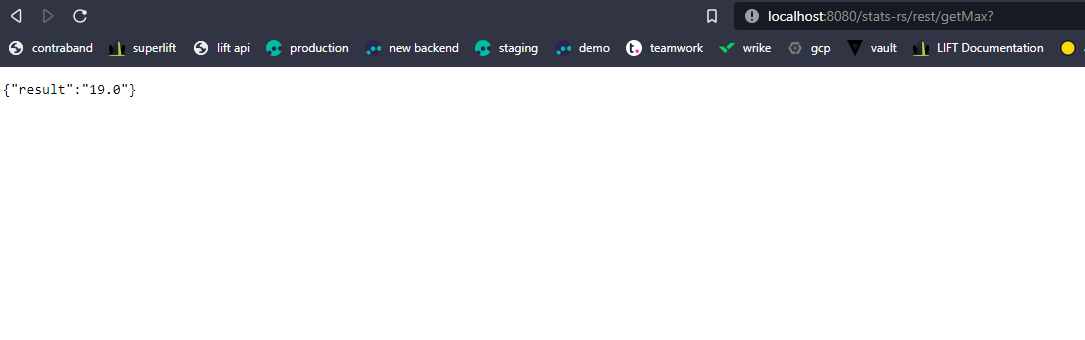 localhost:8080/stats-rs/rest/getMax?
contraband superlift lift api production new backend staging demo t. teamwork wrike gcp vault LIFT Documentation
{"result":"19.0"}